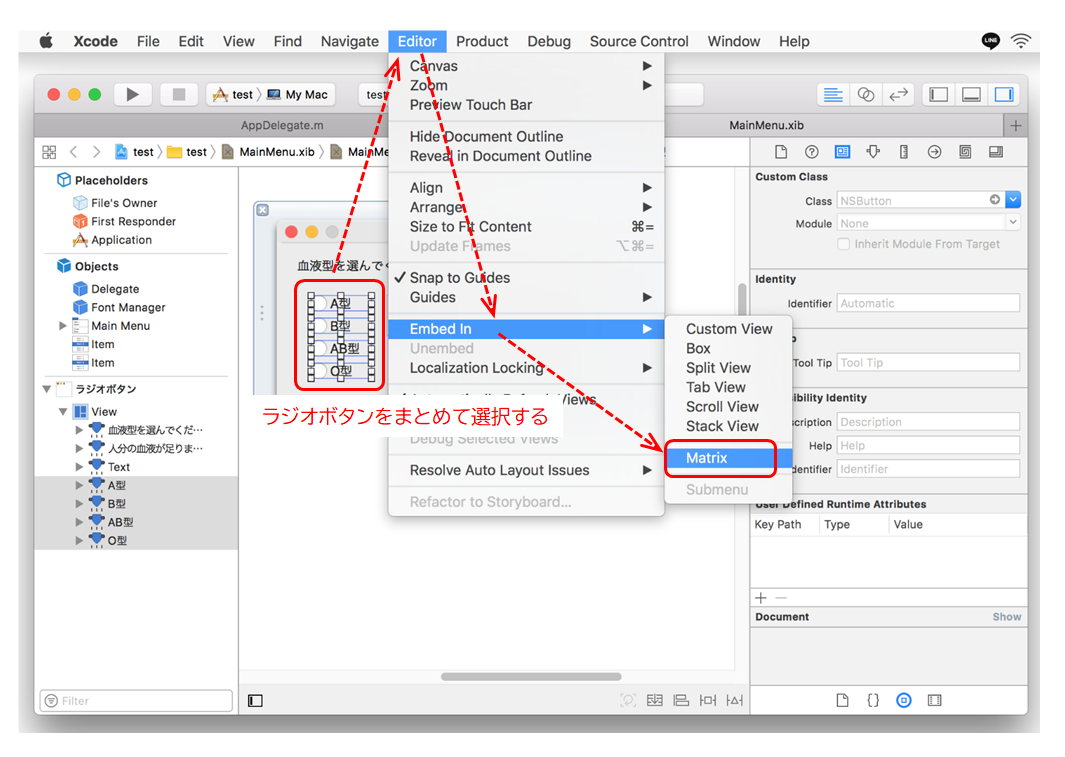 Xcode File Edit View Find Navigate Editor Product Debug Source Control Window Help
LINE
test 〉 My Mac
test
AppDelegate.m
MainMenu.xib
test 〉 test 〉 MainMenu.xib 〉 MainMe
Placeholders
File's Owner
First Responder
Application
Objects
Delegate
Font Manager
Main Menu
Item
Item
ラジオボタン
View
血液型を選んでくだ…
人分の血液が足りま…
Text
A型
B型
AB型
O型
Filter
血液型を選んで
A型
B型
AB型
O型
ラジオボタンをまとめて選択する
Canvas
Zoom
Preview Touch Bar
Hide Document Outline
Reveal in Document Outline
Align
Arrange
Size to Fit Content ⌘=
Update Frames ⌥⌘=
✓ Snap to Guides
Guides
Embed In
Unembed
Localization Locking
Views
Debug Selected Views
Resolve Auto Layout Issues
Refactor to Storyboard...
Custom View
Box
Split View
Tab View
Scroll View
Stack View
Matrix
Submenu
Custom Class
Class NSButton
Module None
Inherit Module From Target
Identity
Identifier Automatic
Tool Tip Tool Tip
sibility Identity
cription Description
Help Help
dentifier Identifier
User Defined Runtime Attributes
Key Path Type Value
Document Show